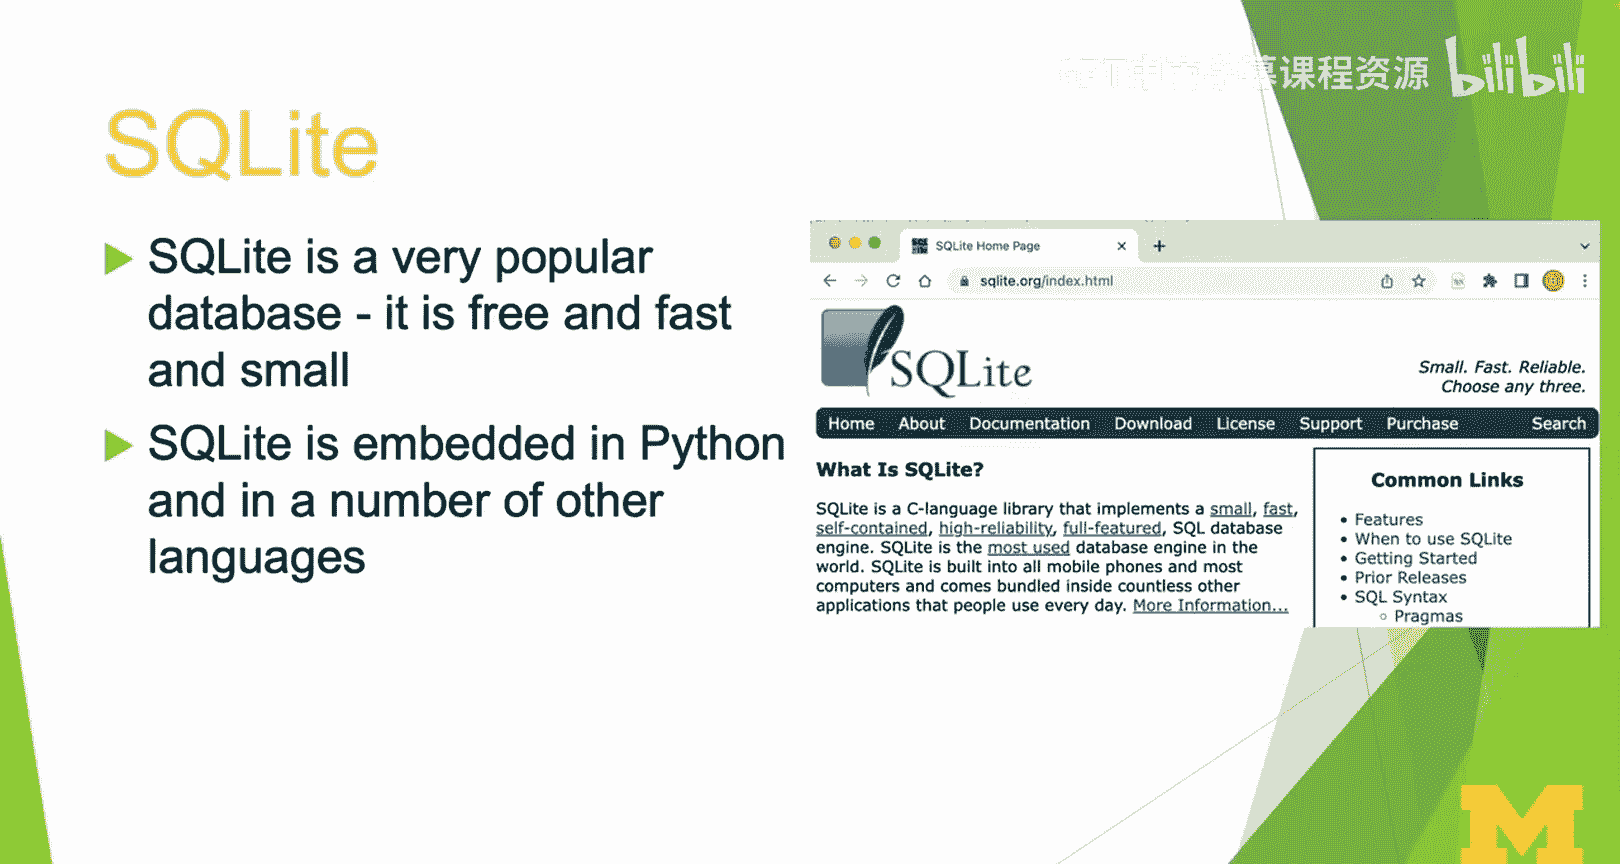 课程资源 bilibili
SQLite
SQLite is a very popular
database - it is free and fast
and small
SQLite is embedded in Python
and in a number of other
languages
SQLite Home Page
sqlite.org/index.html
SQLite
Small. Fast. Reliable.
Choose any three.
Home About Documentation Download License Support Purchase Search
What Is SQLite?
SQLite is a C-language library that implements a small, fast,
self-contained, high-reliability, full-featured, SQL database
engine. SQLite is the most used database engine in the
world. SQLite is built into all mobile phones and most
computers and comes bundled inside countless other
applications that people use every day. More Information...
Common Links
Features
When to use SQLite
Getting Started
Prior Releases
SQL Syntax
Pragmas
M